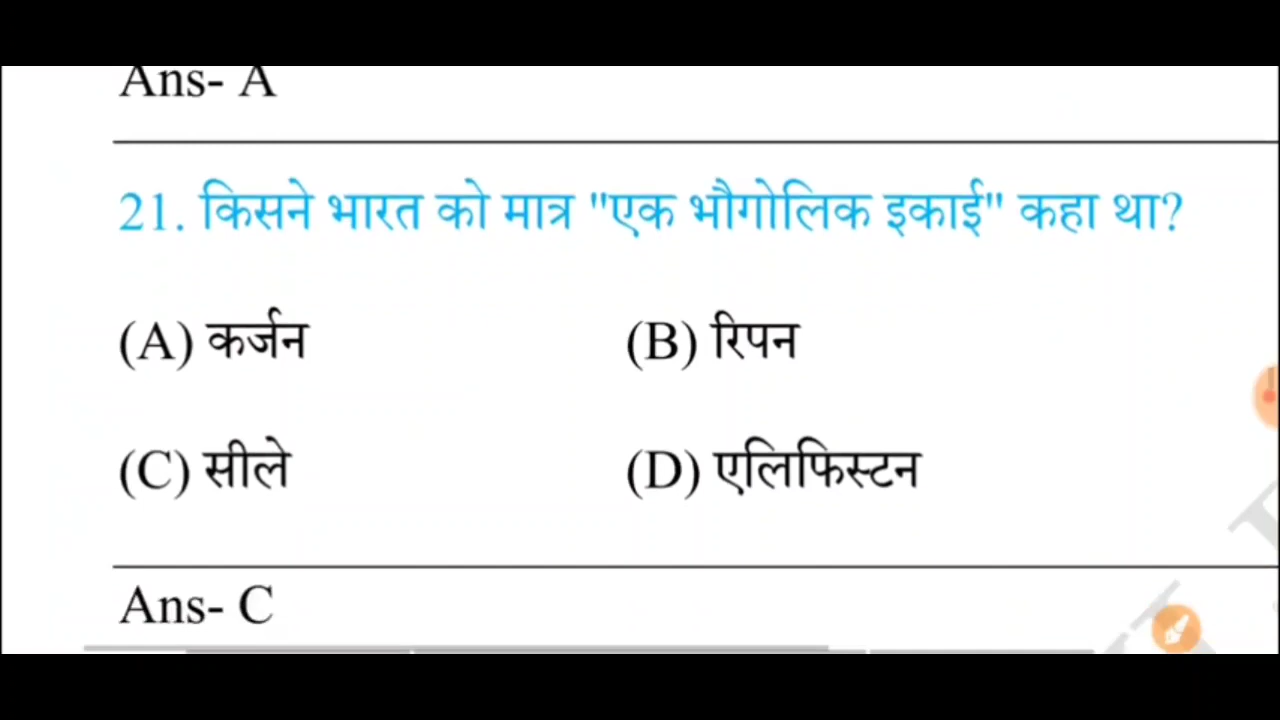 Ans- A
21. किसने भारत को मात्र "एक भौगोलिक इकाई" कहा था?
(A) कर्जन (B) रिपन
(C) सीले (D) एलिफिस्टन
Ans- C